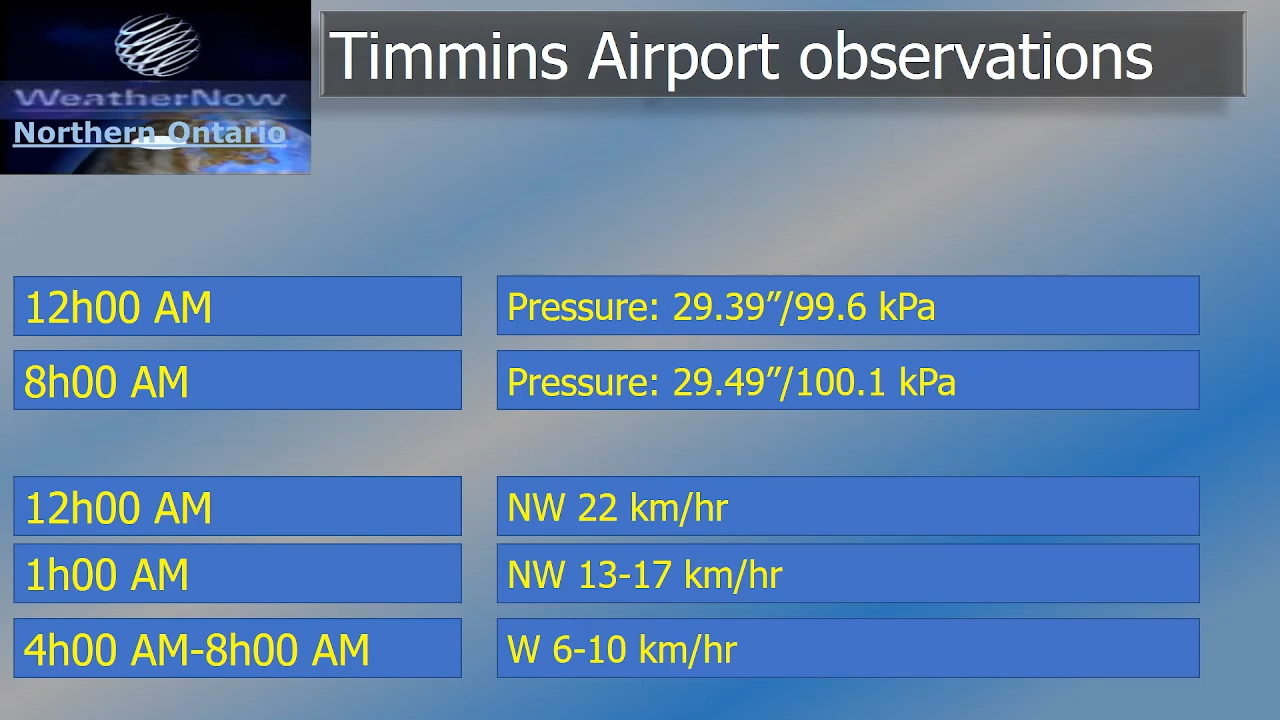 WeatherNow
Northern Ontario
Timmins Airport observations
12h00 AM
Pressure: 29.39”/99.6 kPa
8h00 AM
Pressure: 29.49”/100.1 kPa
12h00 AM
NW 22 km/hr
1h00 AM
NW 13-17 km/hr
4h00 AM-8h00 AM
W 6-10 km/hr